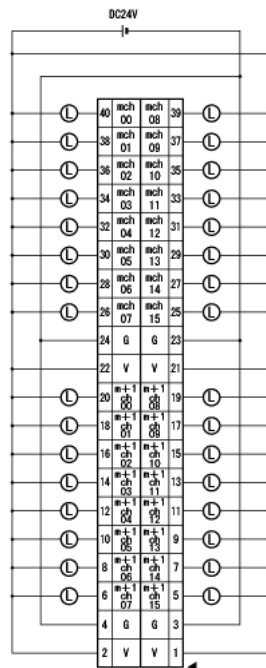 DC24V
L 40 mch 00 mch 08 39 L
L 38 mch 01 mch 09 37 L
L 36 mch 02 mch 10 35 L
L 34 mch 03 mch 11 33 L
L 32 mch 04 mch 12 31 L
L 30 mch 05 mch 13 29 L
L 28 mch 06 mch 14 27 L
L 26 mch 07 mch 15 25 L
24 G G 23
22 V V 21
L 20 m+1 ch 00 m+1 ch 08 19 L
L 18 m+1 ch 01 m+1 ch 09 17 L
L 16 m+1 ch 02 m+1 ch 10 15 L
L 14 m+1 ch 03 m+1 ch 11 13 L
L 12 m+1 ch 04 m+1 ch 12 11 L
L 10 m+1 ch 05 m+1 ch 13 9 L
L 8 m+1 ch 06 m+1 ch 14 7 L
L 6 m+1 ch 07 m+1 ch 15 5 L
4 G G 3
2 V V 1